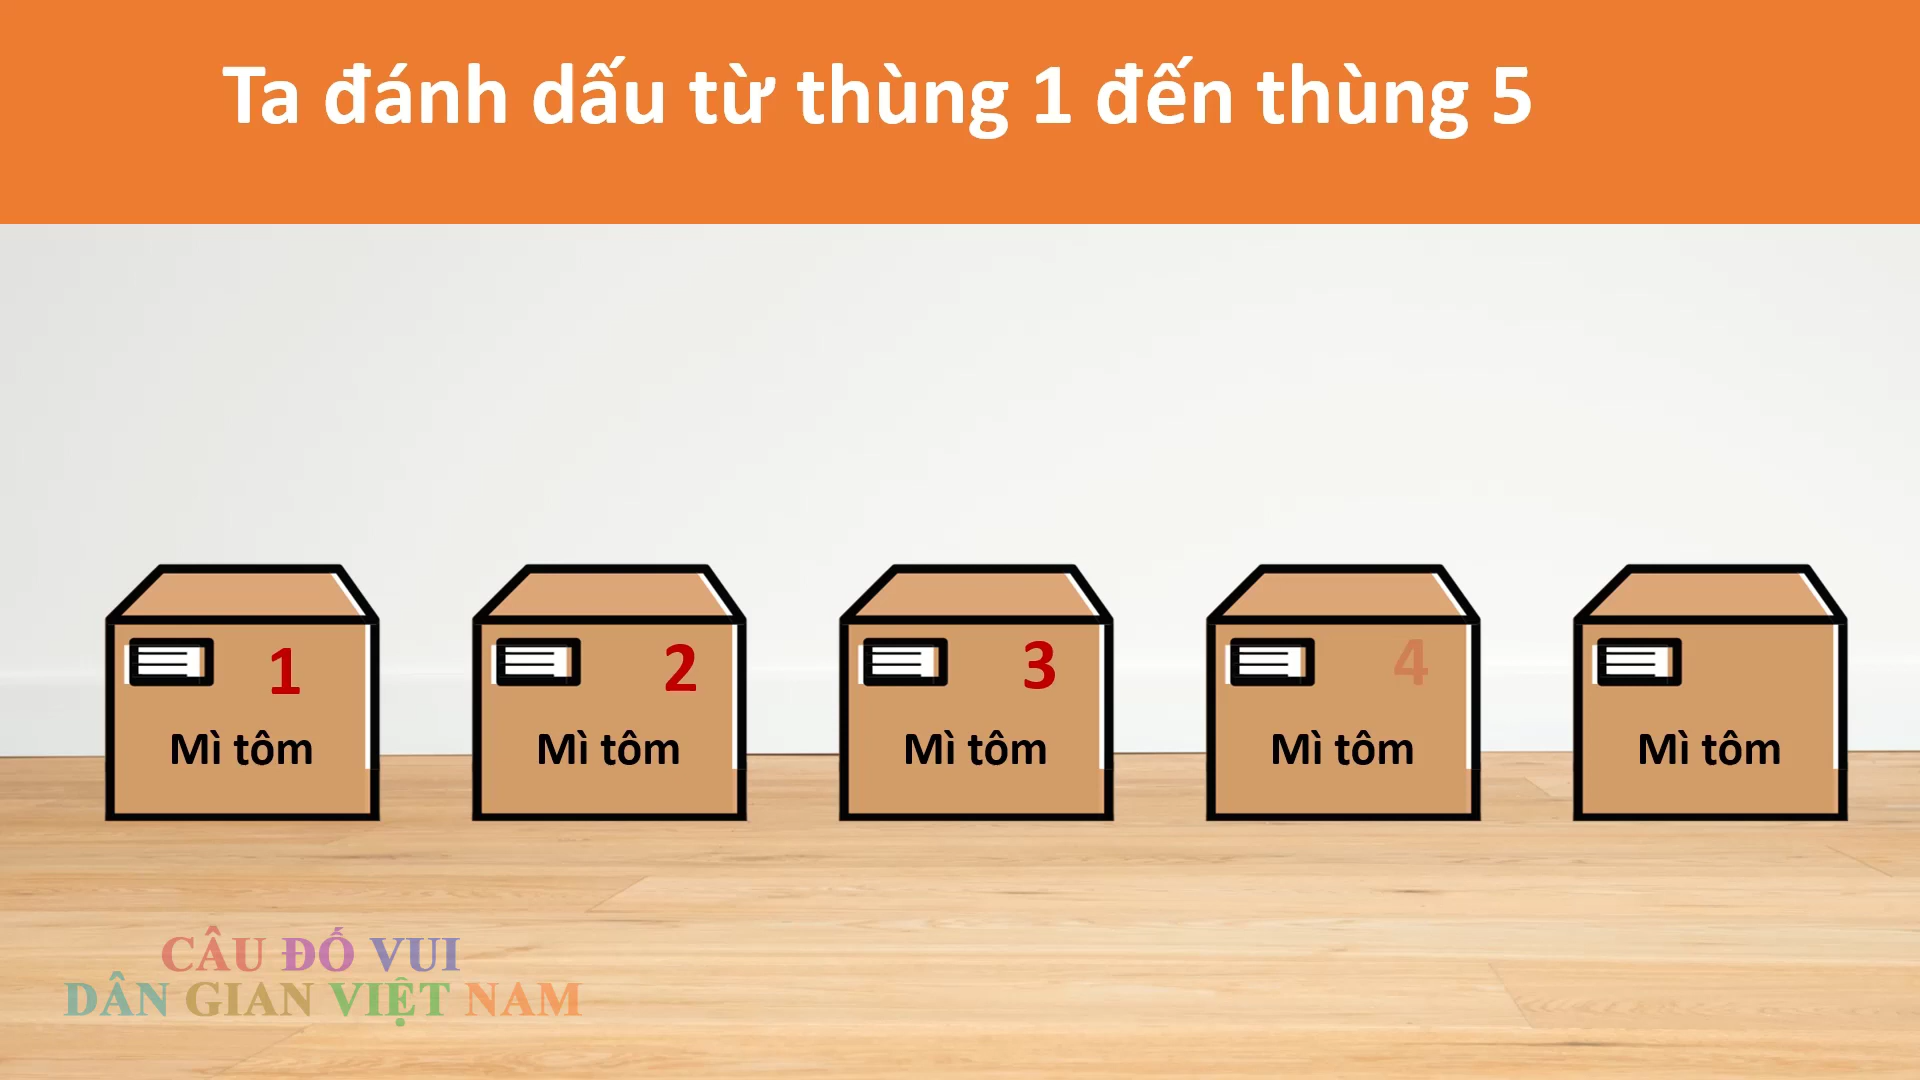 Ta đánh dấu từ thùng 1 đến thùng 5
1
2
3
4
Mì tôm
Mì tôm
Mì tôm
Mì tôm
Mì tôm
CÂU ĐỐ VUI
DÂN GIAN VIỆT NAM